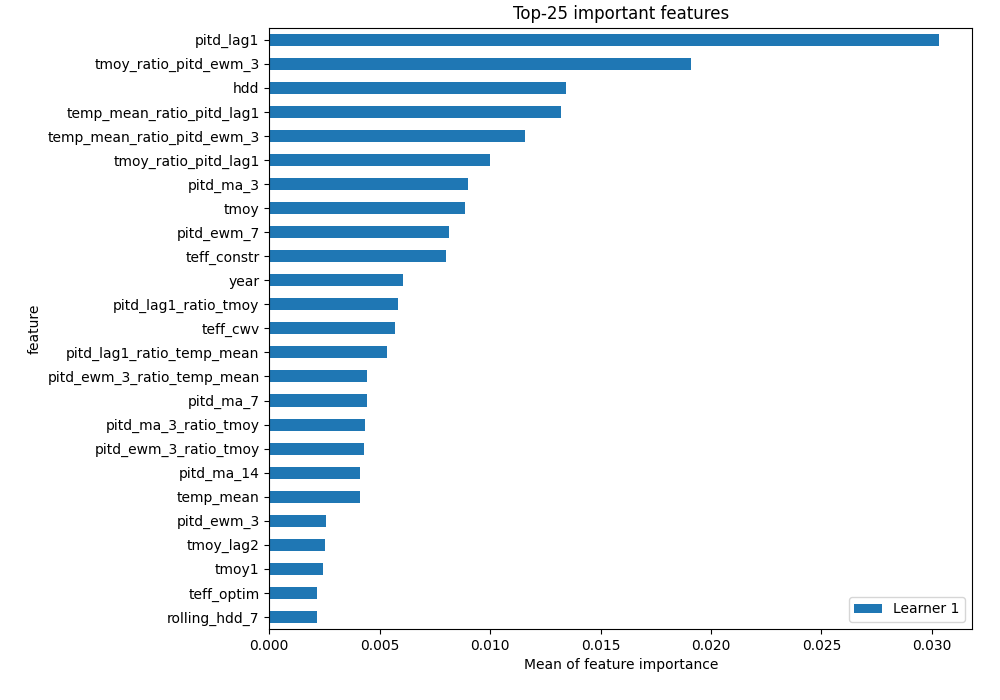 Top-25 important features
pitd_lag1
tmoy_ratio_pitd_ewm_3
hdd
temp_mean_ratio_pitd_lag1
temp_mean_ratio_pitd_ewm_3
tmoy_ratio_pitd_lag1
pitd_ma_3
tmoy
pitd_ewm_7
teff_constr
year
pitd_lag1_ratio_tmoy
teff_cwv
pitd_lag1_ratio_temp_mean
pitd_ewm_3_ratio_temp_mean
pitd_ma_7
pitd_ma_3_ratio_tmoy
pitd_ewm_3_ratio_tmoy
pitd_ma_14
temp_mean
pitd_ewm_3
tmoy_lag2
tmoy1
teff_optim
rolling_hdd_7
feature
Learner 1
0.000 0.005 0.010 0.015 0.020 0.025 0.030
Mean of feature importance